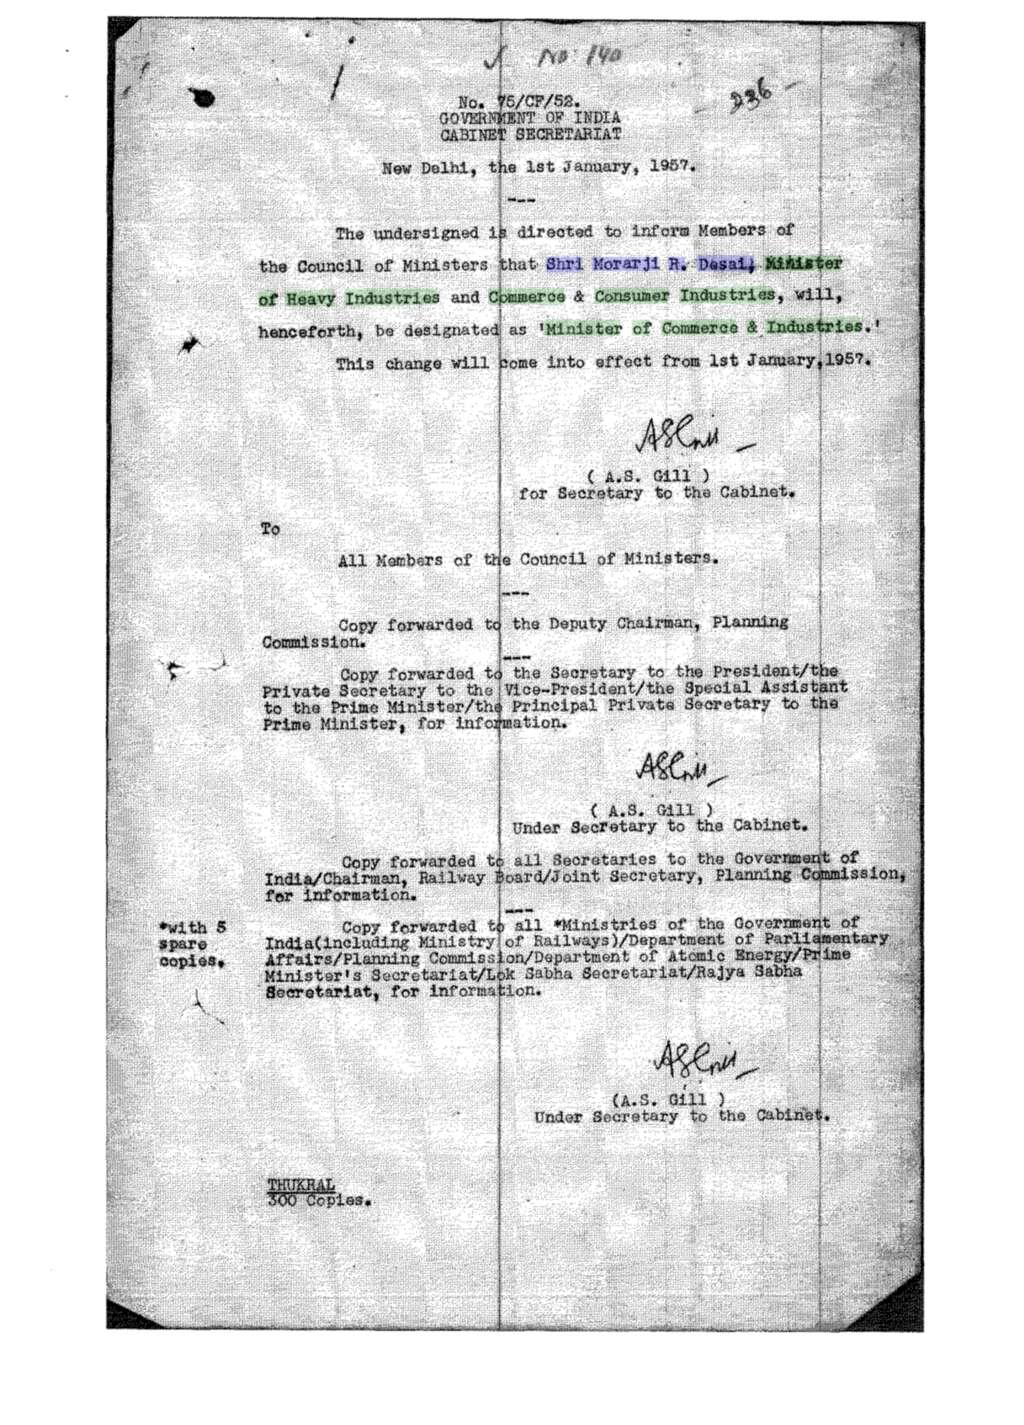 No. 140
236
No. 75/CF/52.
GOVERNMENT OF INDIA
CABINET SECRETARIAT
New Delhi, the 1st January, 1957.
---
The undersigned is directed to inform Members of
the Council of Ministers that Shri Morarji R. Desai, Minister
of Heavy Industries and Commerce & Consumer Industries, will,
henceforth, be designated as 'Minister of Commerce & Industries.'
This change will come into effect from 1st January,1957.
ASGill
( A.S. Gill )
for Secretary to the Cabinet.
To
All Members of the Council of Ministers.
---
Copy forwarded to the Deputy Chairman, Planning
Commission.
---
Copy forwarded to the Secretary to the President/the
Private Secretary to the Vice-President/the Special Assistant
to the Prime Minister/the Principal Private Secretary to the
Prime Minister, for information.
ASGill
( A.S. Gill )
Under Secretary to the Cabinet.
Copy forwarded to all Secretaries to the Government of
India/Chairman, Railway Board/Joint Secretary, Planning Commission,
for information.
---
*with 5
spare
copies.
Copy forwarded to all *Ministries of the Government of
India(including Ministry of Railways)/Department of Parliamentary
Affairs/Planning Commission/Department of Atomic Energy/Prime
Minister's Secretariat/Lok Sabha Secretariat/Rajya Sabha
Secretariat, for information.
ASGill
(A.S. Gill )
Under Secretary to the Cabinet.
THUKRAL
300 Copies.